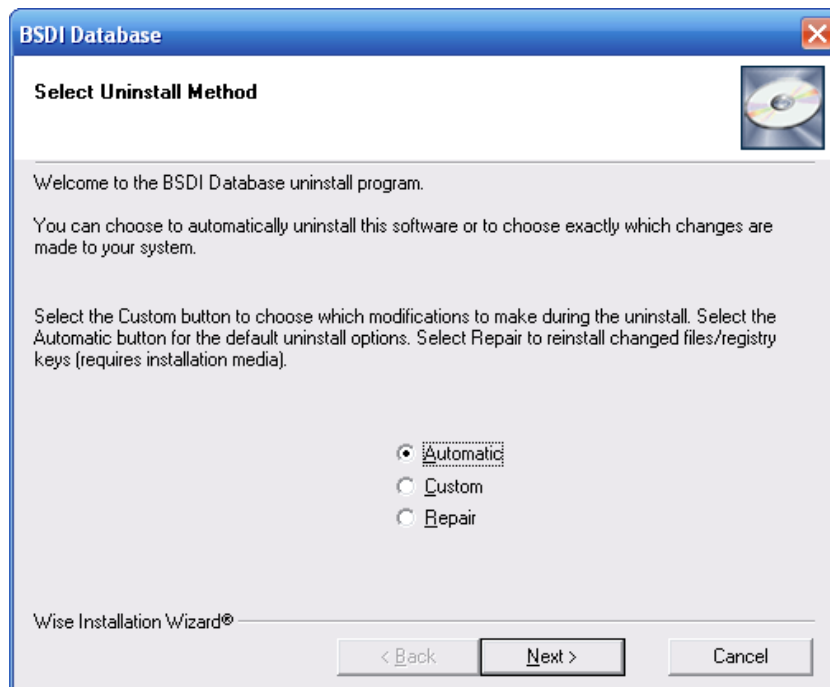 BSDI Database
Select Uninstall Method
Welcome to the BSDI Database uninstall program.
You can choose to automatically uninstall this software or to choose exactly which changes are
made to your system.
Select the Custom button to choose which modifications to make during the uninstall. Select the
Automatic button for the default uninstall options. Select Repair to reinstall changed files/registry
keys (requires installation media).
Automatic
Custom
Repair
Wise Installation Wizard®
< Back
Next >
Cancel